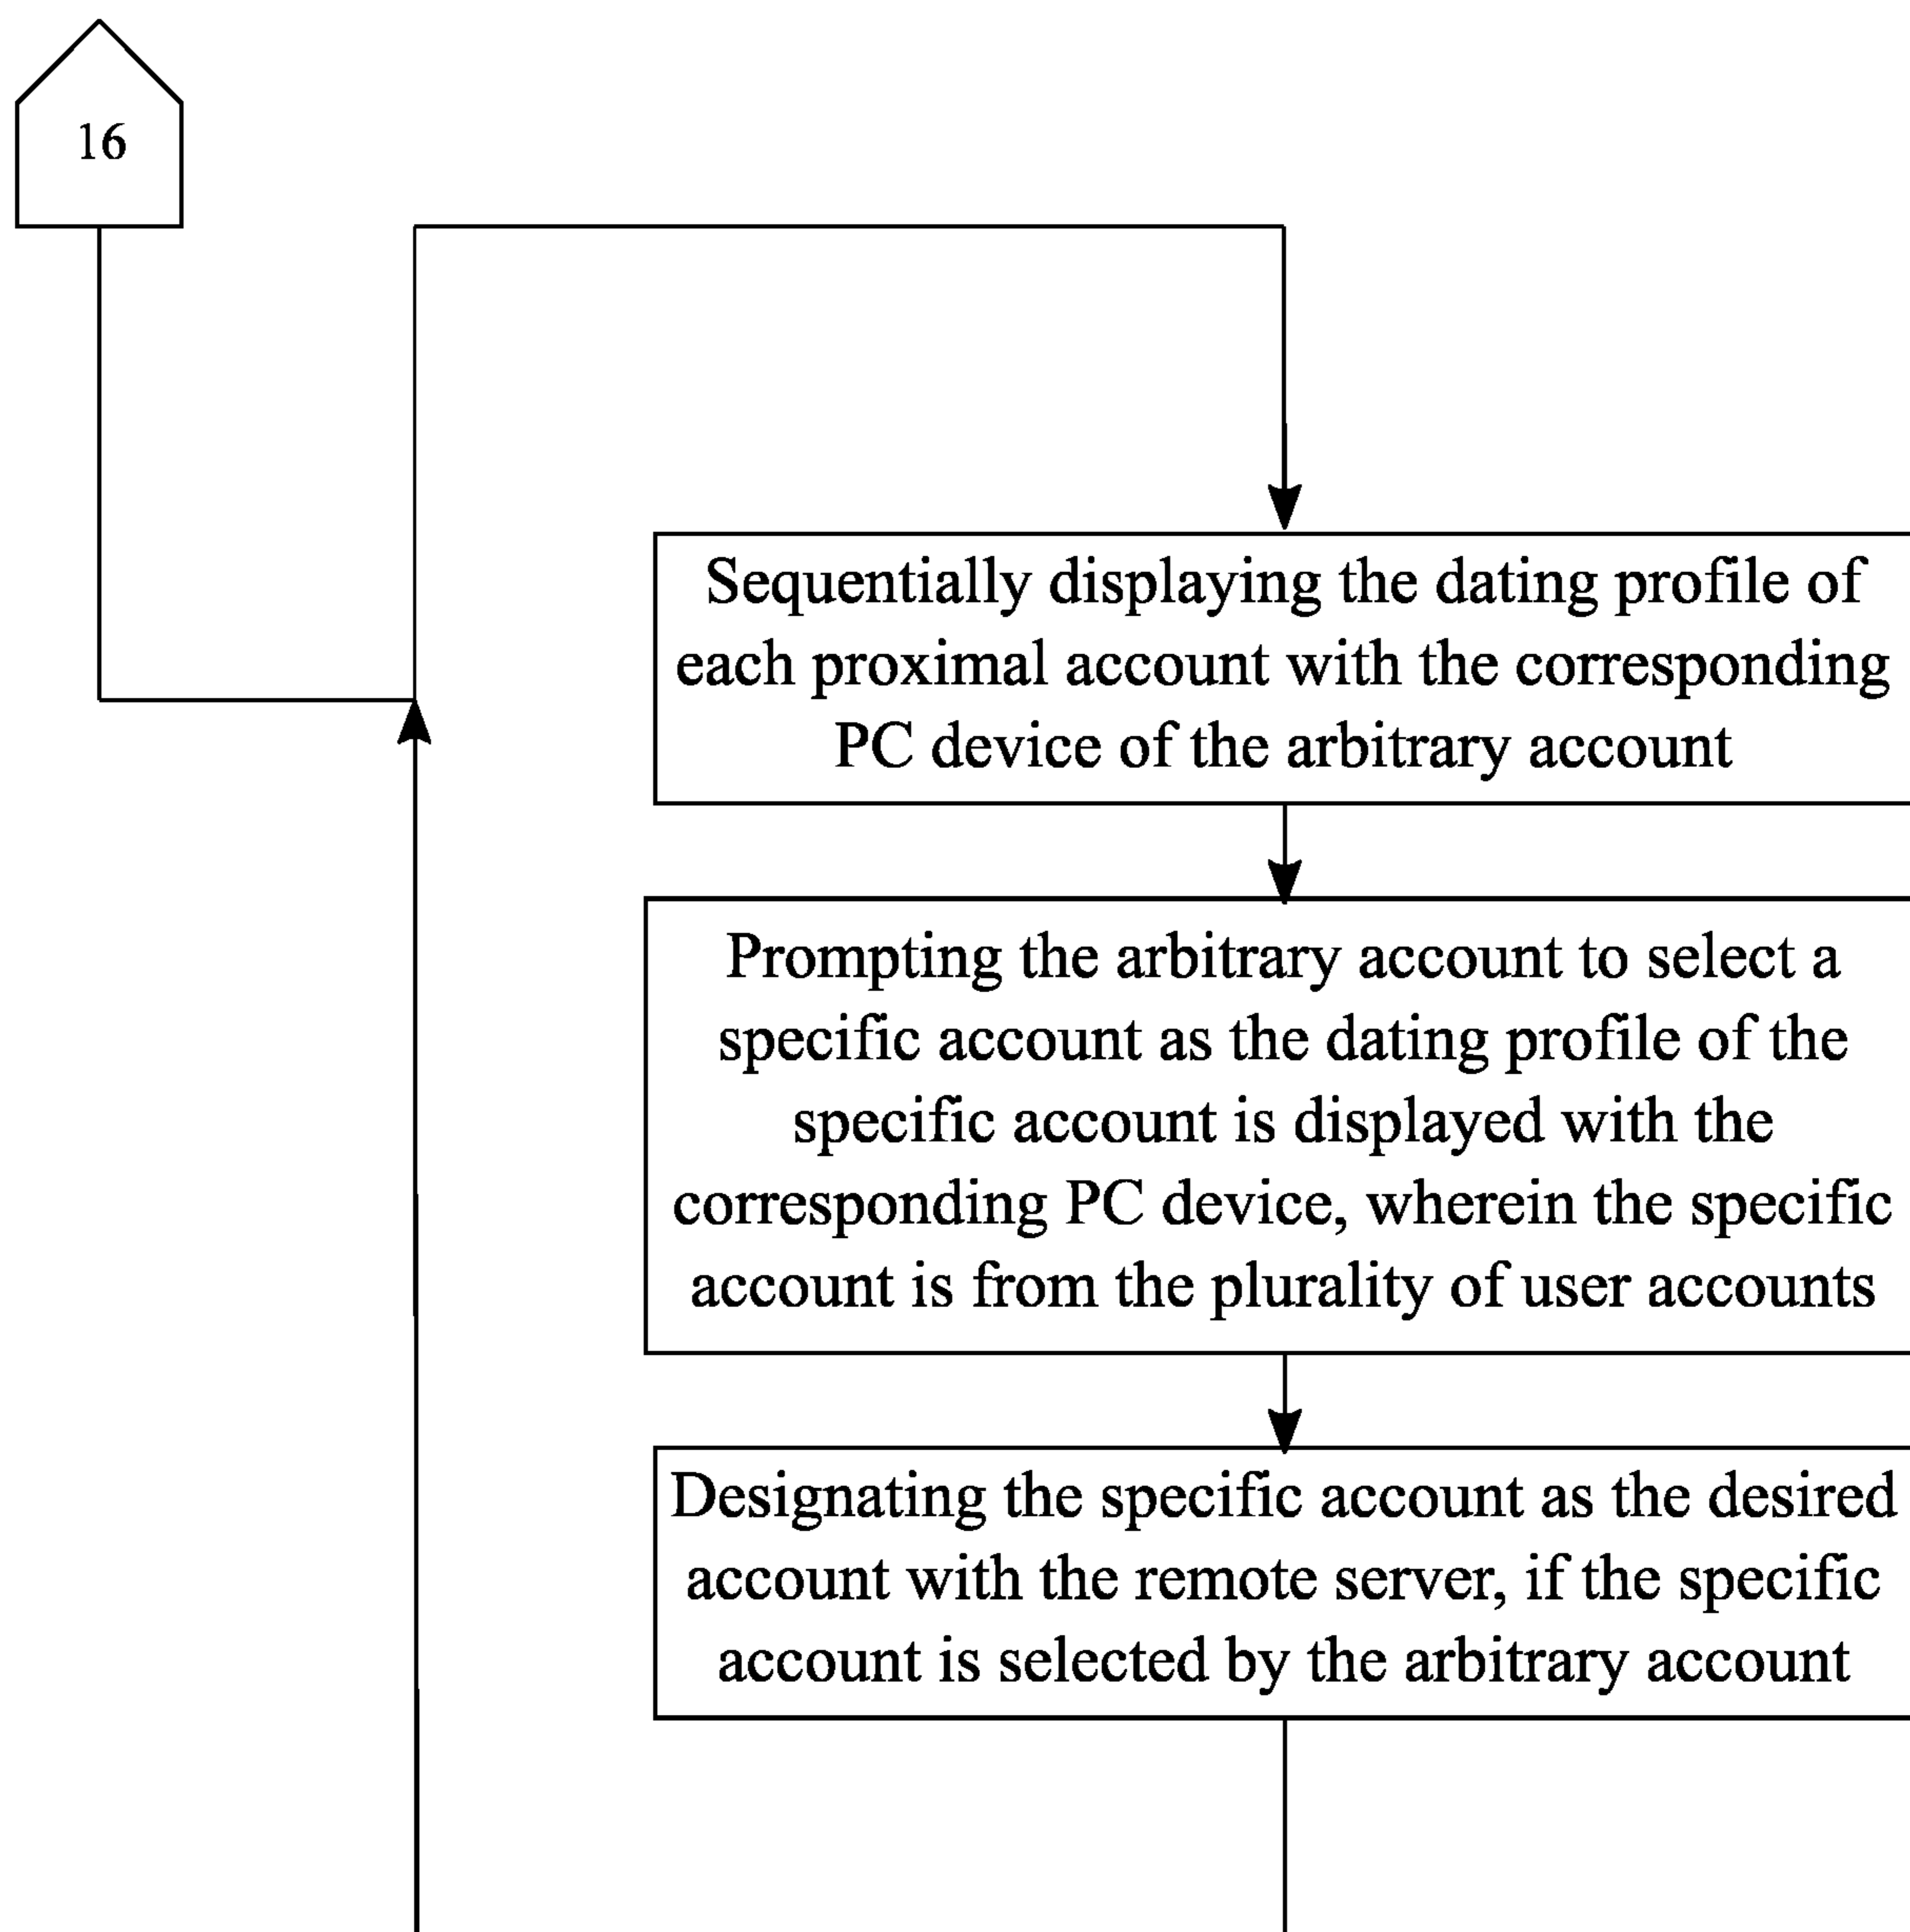 16
Sequentially displaying the dating profile of
each proximal account with the corresponding
PC device of the arbitrary account
Prompting the arbitrary account to select a
specific account as the dating profile of the
specific account is displayed with the
corresponding PC device, wherein the specific
account is from the plurality of user accounts
Designating the specific account as the desired
account with the remote server, if the specific
account is selected by the arbitrary account